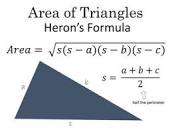 Area of Triangles
Heron's Formula
Area = √s(s − a)(s − b)(s − c)
s = a + b + c / 2
half the perimeter